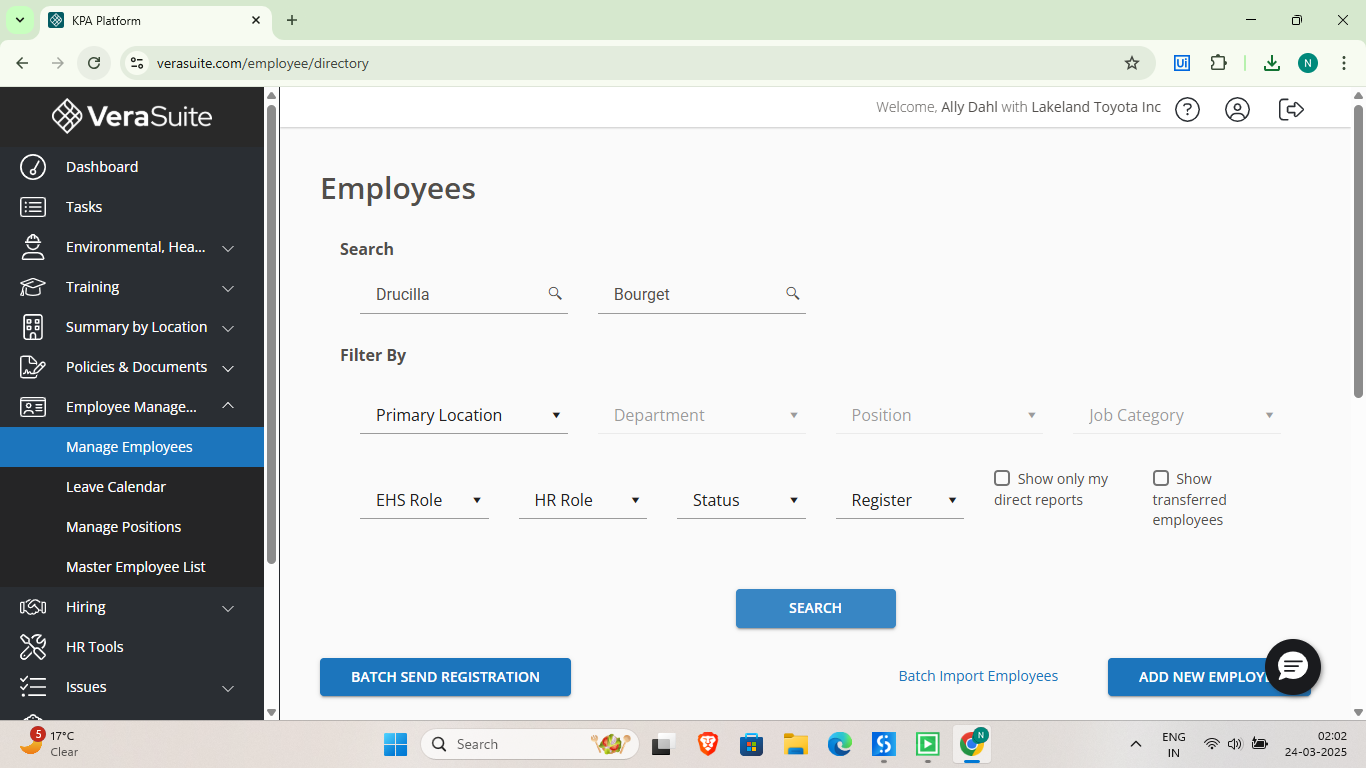 KPA Platform
verasuite.com/employee/directory
Ui
N
VeraSuite
Welcome, Ally Dahl with Lakeland Toyota Inc
?
Dashboard
Tasks
Environmental, Hea...
Training
Summary by Location
Policies & Documents
Employee Manage...
Manage Employees
Leave Calendar
Manage Positions
Master Employee List
Hiring
HR Tools
Issues
Employees
Search
Drucilla
Bourget
Filter By
Primary Location
Department
Position
Job Category
EHS Role
HR Role
Status
Register
Show only my
direct reports
Show
transferred
employees
SEARCH
BATCH SEND REGISTRATION
Batch Import Employees
ADD NEW EMPLOY
5
17°C
Clear
Search
N
ENG
IN
02:02
24-03-2025